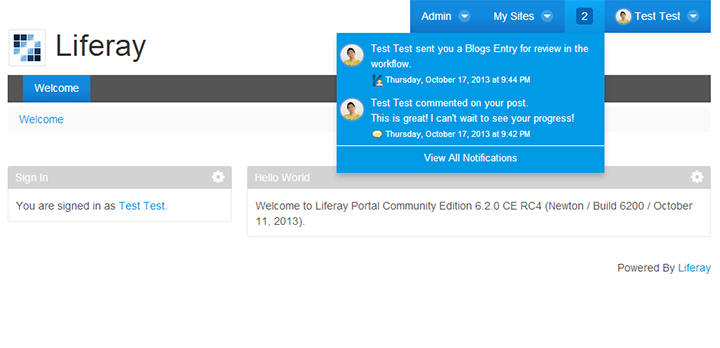 Admin My Sites 2 Test Test
Liferay
Test Test sent you a Blogs Entry for review in the
workflow.
Thursday, October 17, 2013 at 9:44 PM
Test Test commented on your post.
This is great! I can't wait to see your progress!
Thursday, October 17, 2013 at 9:42 PM
View All Notifications
Welcome
Welcome
Sign In
You are signed in as Test Test.
Hello World
Welcome to Liferay Portal Community Edition 6.2.0 CE RC4 (Newton / Build 6200 / October
11, 2013).
Powered By Liferay